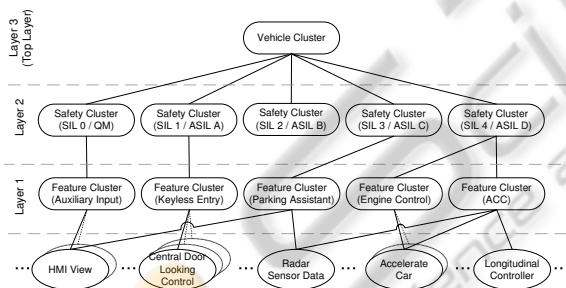 Layer 3
(Top Layer)
Vehicle Cluster
Layer 2
Safety Cluster
(SIL 0 / QM)
Safety Cluster
(SIL 1 / ASIL A)
Safety Cluster
(SIL 2 / ASIL B)
Safety Cluster
(SIL 3 / ASIL C)
Safety Cluster
(SIL 4 / ASIL D)
Layer 1
Feature Cluster
(Auxiliary Input)
Feature Cluster
(Keyless Entry)
Feature Cluster
(Parking Assistant)
Feature Cluster
(Engine Control)
Feature Cluster
(ACC)
... HMI View
... Central Door
Looking
Control
... Radar
Sensor Data
... Accelerate
Car
... Longitudinal
Controller ...